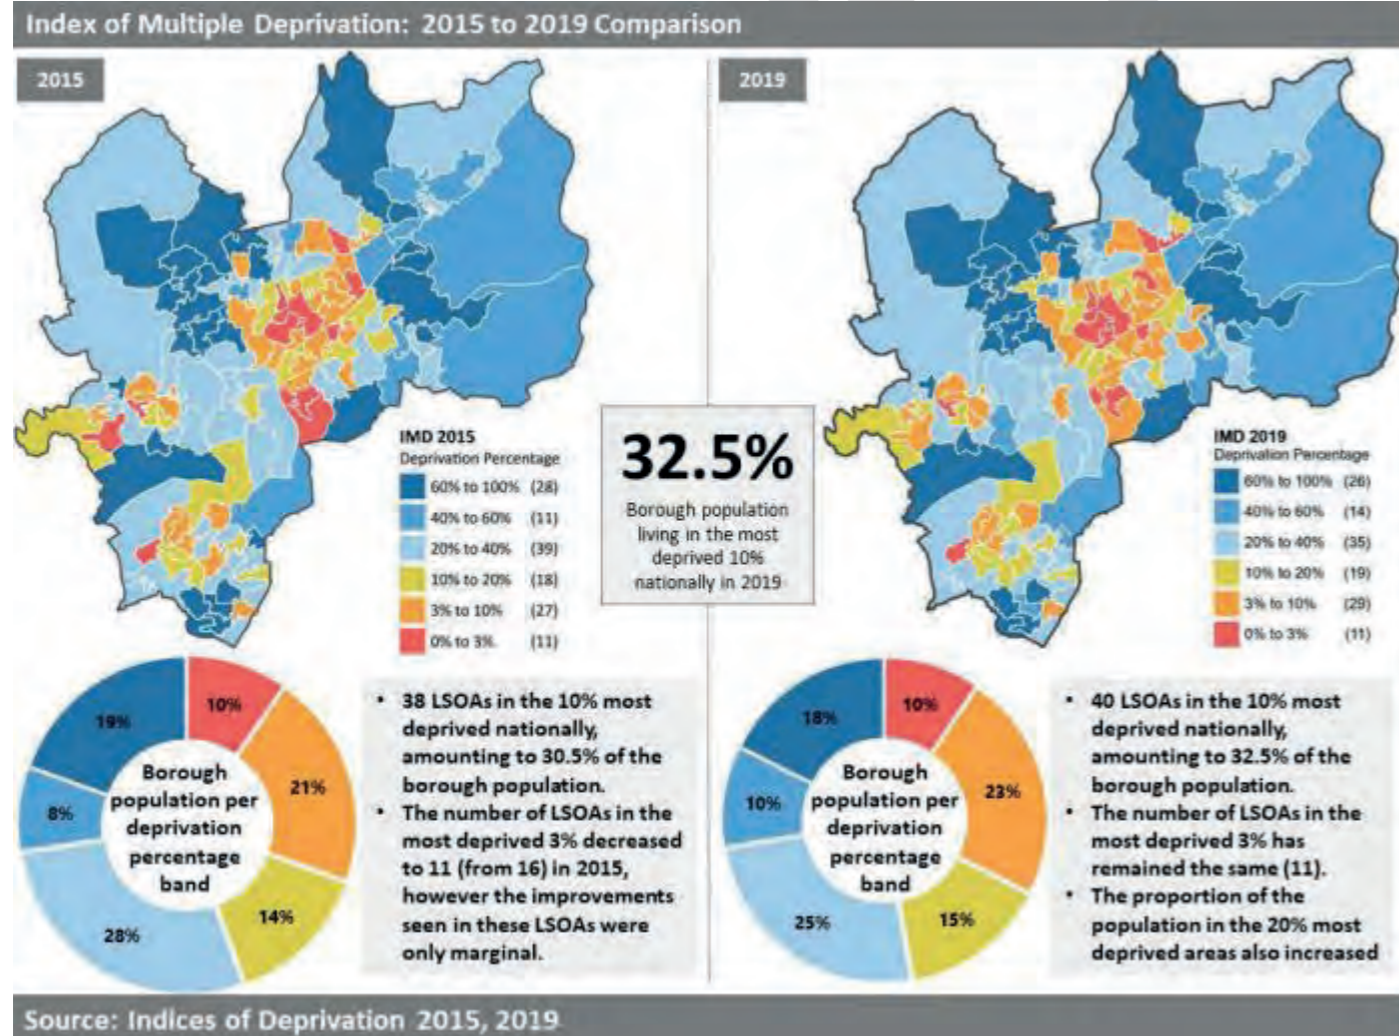 Index of Multiple Deprivation: 2015 to 2019 Comparison
2015
IMD 2015
Deprivation Percentage
60% to 100% (28)
40% to 60% (11)
20% to 40% (39)
10% to 20% (18)
3% to 10% (27)
0% to 3% (11)
32.5%
Borough population
living in the most
deprived 10%
nationally in 2019
2019
IMD 2019
Deprivation Percentage
60% to 100% (26)
40% to 60% (14)
20% to 40% (35)
10% to 20% (19)
3% to 10% (29)
0% to 3% (11)
19%
10%
21%
14%
28%
8%
Borough
population per
deprivation
percentage
band
• 38 LSOAs in the 10% most
deprived nationally,
amounting to 30.5% of the
borough population.
• The number of LSOAs in the
most deprived 3% decreased
to 11 (from 16) in 2015,
however the improvements
seen in these LSOAs were
only marginal.
18%
10%
23%
15%
25%
10%
Borough
population per
deprivation
percentage
band
• 40 LSOAs in the 10% most
deprived nationally,
amounting to 32.5% of the
borough population.
• The number of LSOAs in the
most deprived 3% has
remained the same (11).
• The proportion of the
population in the 20% most
deprived areas also increased
Source: Indices of Deprivation 2015, 2019